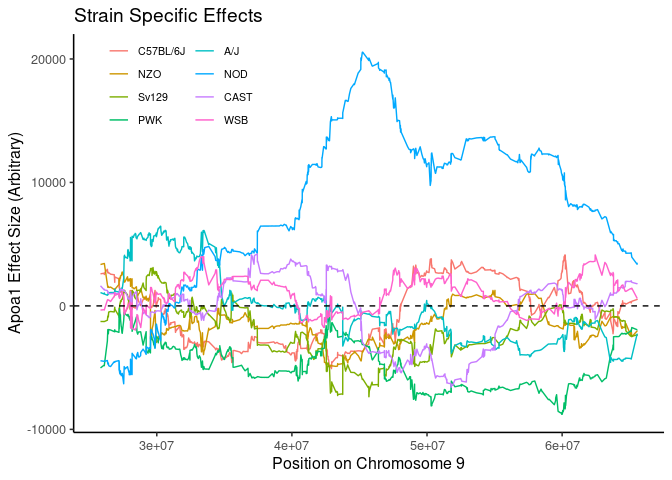 Strain Specific Effects
C57BL/6J A/J
NZO NOD
Sv129 CAST
PWK WSB
20000
10000
0
-10000
Apoa1 Effect Size (Arbitrary)
3e+07 4e+07 5e+07 6e+07
Position on Chromosome 9